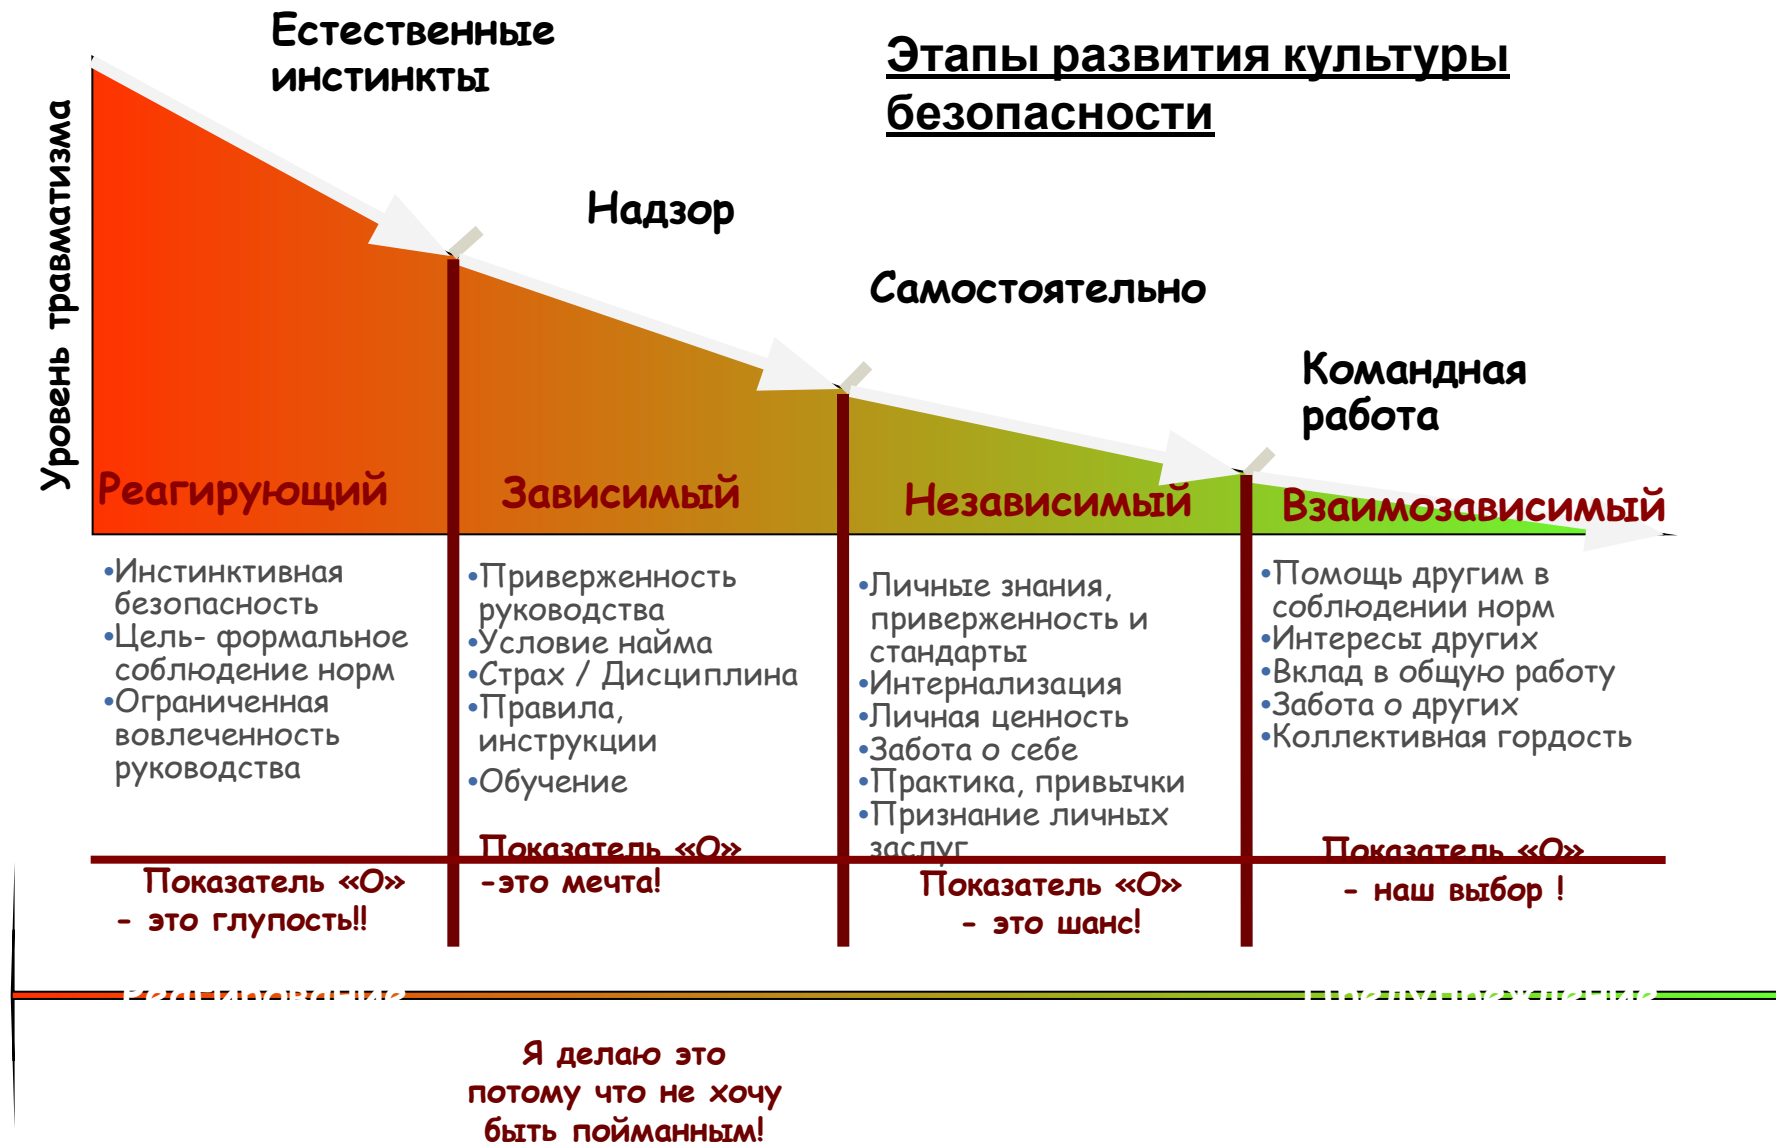 Естественные
инстинкты
Этапы развития культуры
безопасности
Надзор
Самостоятельно
Командная
работа
Уровень травматизма
Реагирующий
Зависимый
Независимый
Взаимозависимый
•Инстинктивная
безопасность
•Цель- формальное
соблюдение норм
•Ограниченная
вовлеченность
руководства
•Приверженность
руководства
•Условие найма
•Страх / Дисциплина
•Правила,
инструкции
•Обучение
•Личные знания,
приверженность и
стандарты
•Интернализация
•Личная ценность
•Забота о себе
•Практика, привычки
•Признание личных
заслуг
•Помощь другим в
соблюдении норм
•Интересы других
•Вклад в общую работу
•Забота о других
•Коллективная гордость
Показатель «О»
- это глупость!!
Показатель «О»
-это мечта!
Показатель «О»
- это шанс!
Показатель «О»
- наш выбор !
Реагирование
Предупреждение
Я делаю это
потому что не хочу
быть пойманным!